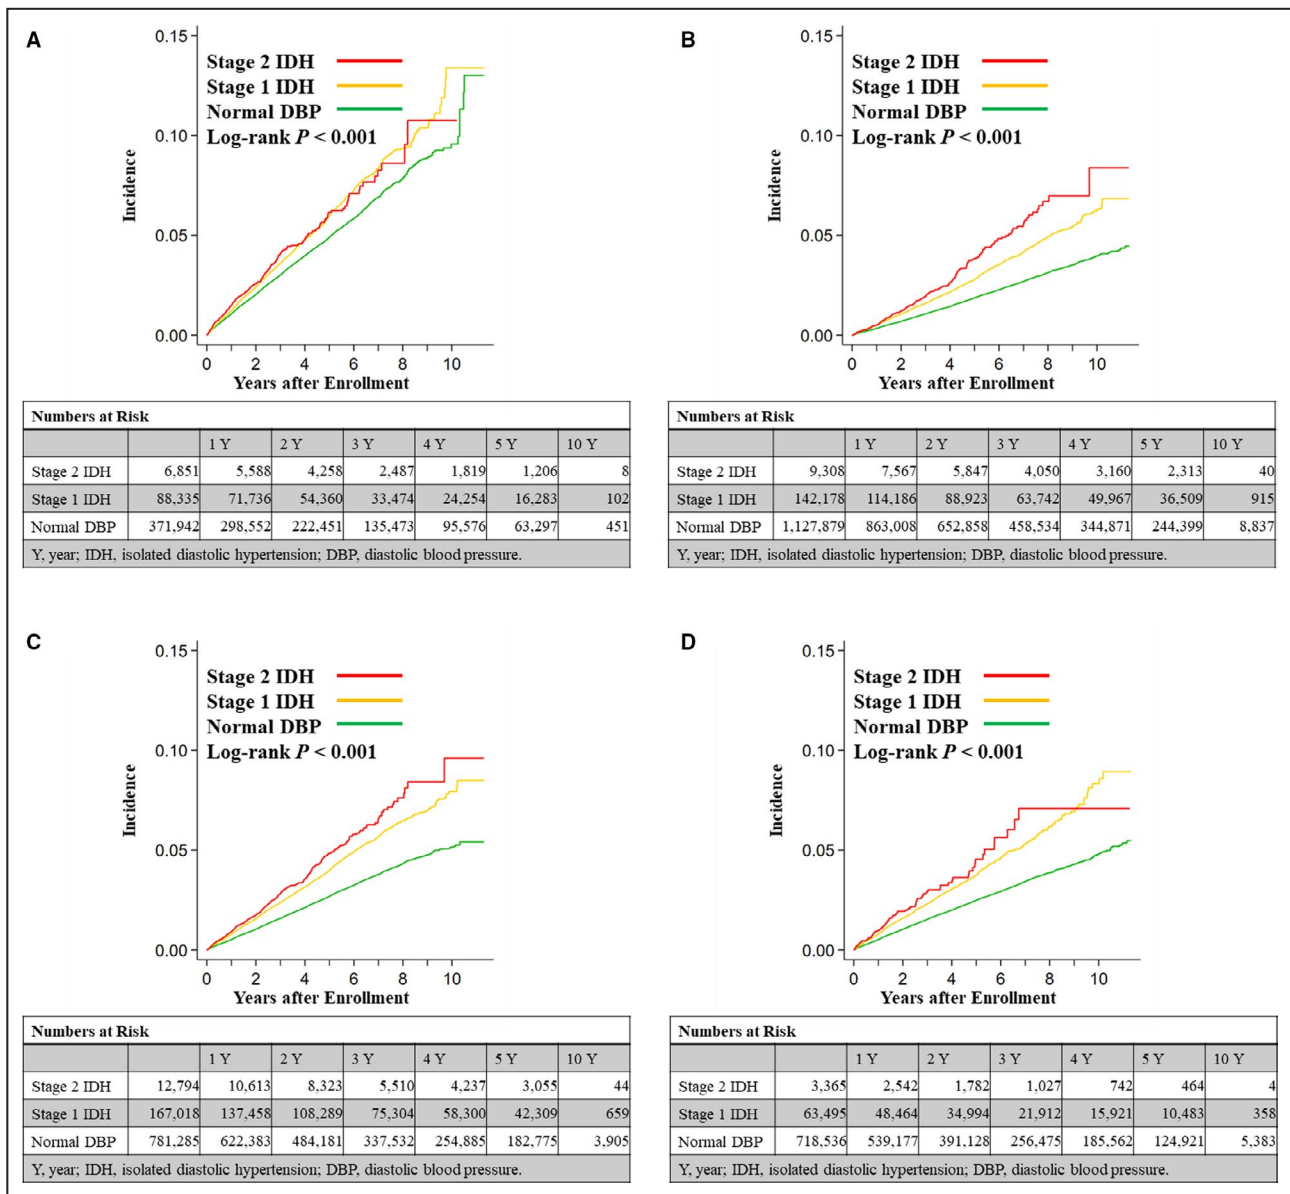 A
0.15
0.10
0.05
0.00
Incidence
Stage 2 IDH
Stage 1 IDH
Normal DBP
Log-rank P < 0.001
0 2 4 6 8 10
Years after Enrollment
Numbers at Risk
1 Y 2 Y 3 Y 4 Y 5 Y 10 Y
Stage 2 IDH 6,851 5,588 4,258 2,487 1,819 1,206 8
Stage 1 IDH 88,335 71,736 54,360 33,474 24,254 16,283 102
Normal DBP 371,942 298,552 222,451 135,473 95,576 63,297 451
Y, year; IDH, isolated diastolic hypertension; DBP, diastolic blood pressure.
B
0.15
0.10
0.05
0.00
Incidence
Stage 2 IDH
Stage 1 IDH
Normal DBP
Log-rank P < 0.001
0 2 4 6 8 10
Years after Enrollment
Numbers at Risk
1 Y 2 Y 3 Y 4 Y 5 Y 10 Y
Stage 2 IDH 9,308 7,567 5,847 4,050 3,160 2,313 40
Stage 1 IDH 142,178 114,186 88,923 63,742 49,967 36,509 915
Normal DBP 1,127,879 863,008 652,858 458,534 344,871 244,399 8,837
Y, year; IDH, isolated diastolic hypertension; DBP, diastolic blood pressure.
C
0.15
0.10
0.05
0.00
Incidence
Stage 2 IDH
Stage 1 IDH
Normal DBP
Log-rank P < 0.001
0 2 4 6 8 10
Years after Enrollment
Numbers at Risk
1 Y 2 Y 3 Y 4 Y 5 Y 10 Y
Stage 2 IDH 12,794 10,613 8,323 5,510 4,237 3,055 44
Stage 1 IDH 167,018 137,458 108,289 75,304 58,300 42,309 659
Normal DBP 781,285 622,383 484,181 337,532 254,885 182,775 3,905
Y, year; IDH, isolated diastolic hypertension; DBP, diastolic blood pressure.
D
0.15
0.10
0.05
0.00
Incidence
Stage 2 IDH
Stage 1 IDH
Normal DBP
Log-rank P < 0.001
0 2 4 6 8 10
Years after Enrollment
Numbers at Risk
1 Y 2 Y 3 Y 4 Y 5 Y 10 Y
Stage 2 IDH 3,365 2,542 1,782 1,027 742 464 4
Stage 1 IDH 63,495 48,464 34,994 21,912 15,921 10,483 358
Normal DBP 718,536 539,177 391,128 256,475 185,562 124,921 5,383
Y, year; IDH, isolated diastolic hypertension; DBP, diastolic blood pressure.